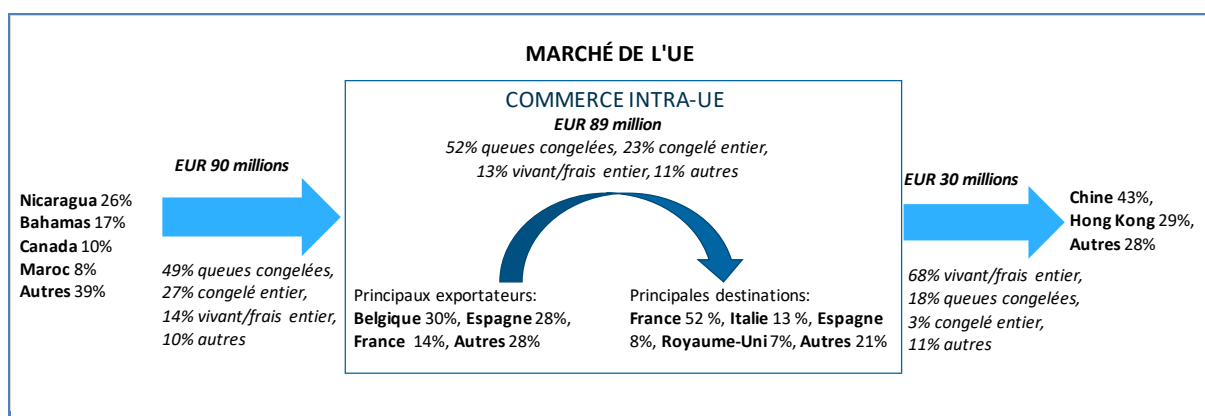 MARCHÉ DE L'UE
COMMERCE INTRA-UE
EUR 89 million
52% queues congelées, 23% congelé entier,
13% vivant/frais entier, 11% autres
EUR 90 millions
Nicaragua 26%
Bahamas 17%
Canada 10%
Maroc 8%
Autres 39%
49% queues congelées,
27% congelé entier,
14% vivant/frais entier,
10% autres
Principaux exportateurs:
Belgique 30%, Espagne 28%,
France 14%, Autres 28%
Principales destinations:
France 52 %, Italie 13 %, Espagne
8%, Royaume-Uni 7%, Autres 21%
EUR 30 millions
68% vivant/frais entier,
18% queues congelées,
3% congelé entier,
11% autres
Chine 43%,
Hong Kong 29%,
Autres 28%